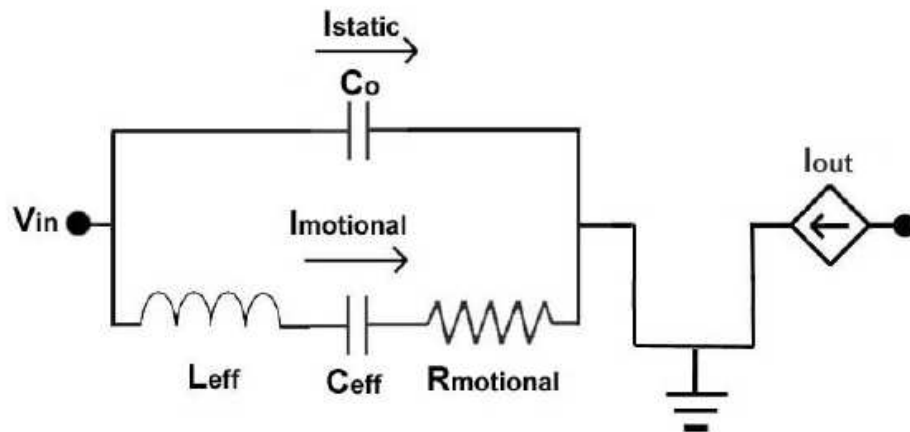 Istatic
Co
Iout
Vin
Imotional
Leff
Ceff
Rmotional